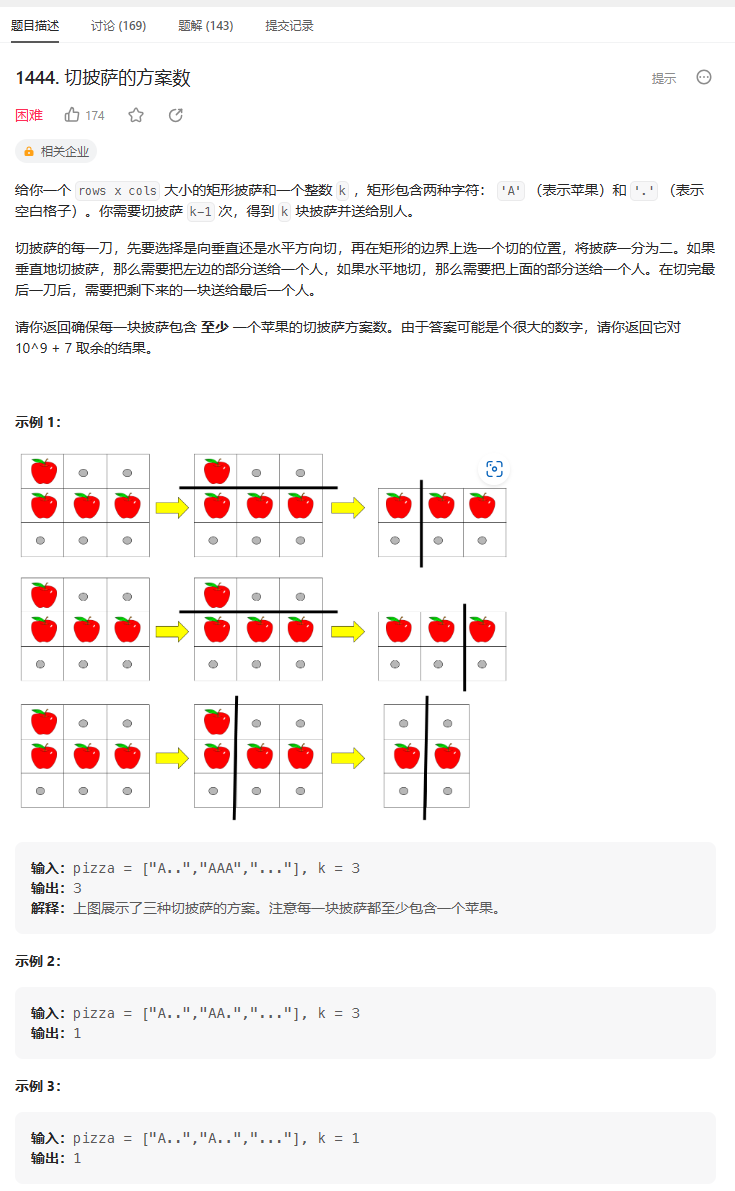 题目描述 讨论 (169) 题解 (143) 提交记录
1444. 切披萨的方案数 提示
困难 174
相关企业
给你一个 rows x cols 大小的矩形披萨和一个整数 k ，矩形包含两种字符： 'A' （表示苹果）和 '.' （表示
空白格子）。你需要切披萨 k-1 次，得到 k 块披萨并送给别人。
切披萨的每一刀，先要选择是向垂直还是水平方向切，再在矩形的边界上选一个切的位置，将披萨一分为二。如果
垂直地切披萨，那么需要把左边的部分送给一个人，如果水平地切，那么需要把上面的部分送给一个人。在切完最
后一刀后，需要把剩下来的一块送给最后一个人。
请你返回确保每一块披萨包含 至少 一个苹果的切披萨方案数。由于答案可能是个很大的数字，请你返回它对
10^9 + 7 取余的结果。
示例 1：
输入：pizza = ["A..","AAA","..."], k = 3
输出：3
解释：上图展示了三种切披萨的方案。注意每一块披萨都至少包含一个苹果。
示例 2：
输入：pizza = ["A..","AA.","..."], k = 3
输出：1
示例 3：
输入：pizza = ["A..","A..","..."], k = 1
输出：1